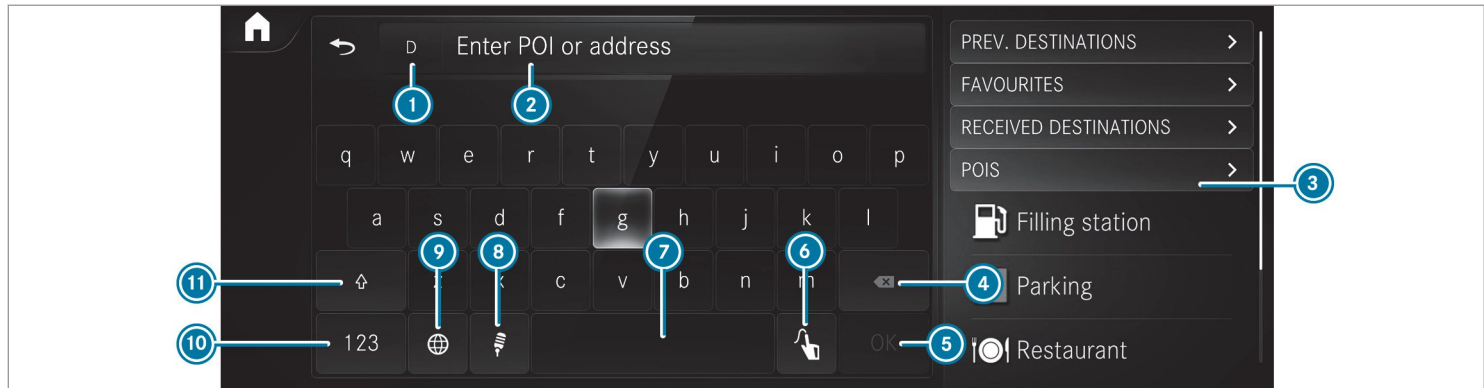 D Enter POI or address
1 2
PREV. DESTINATIONS
FAVOURITES
RECEIVED DESTINATIONS
POIS
3
q w e r t y u i o p
a s d f g h j k l
9 8 7 6
Filling station
11 z x c v b n m 4 Parking
10 123 OK 5 Restaurant